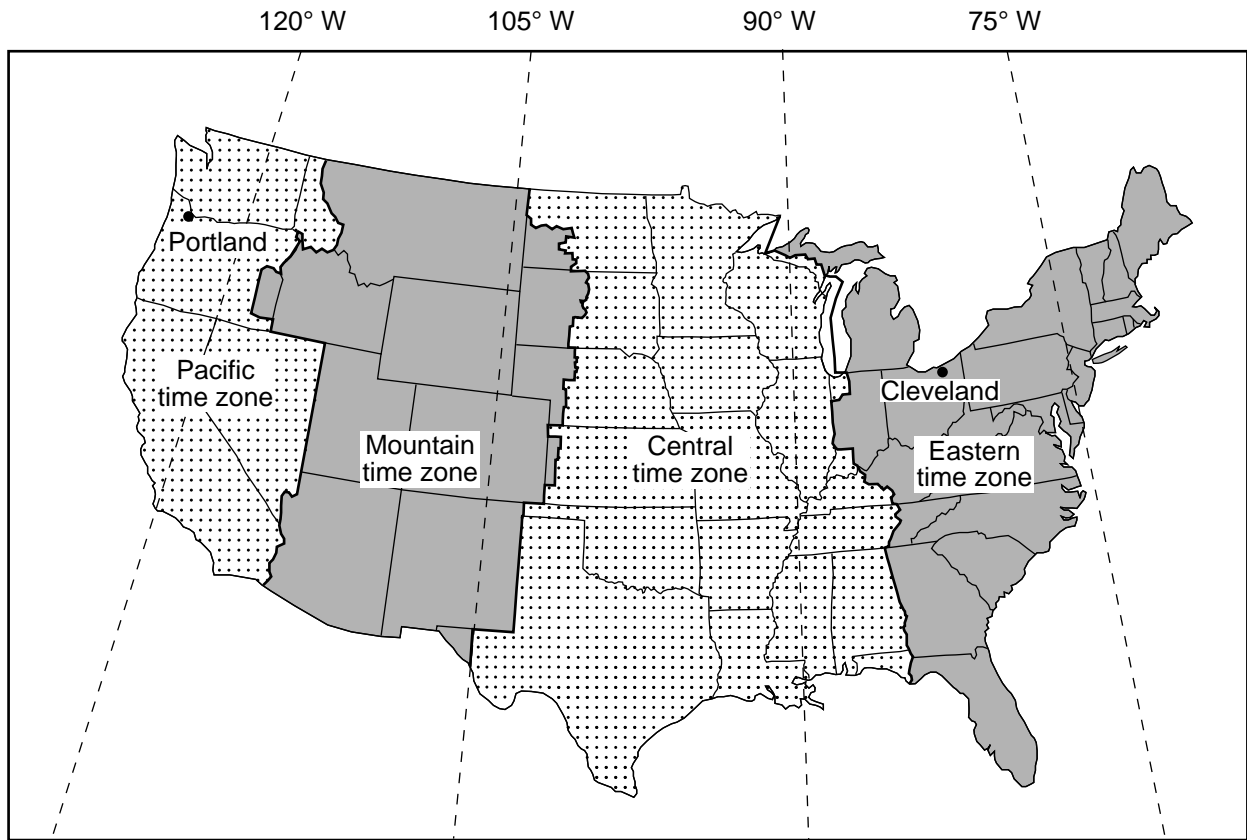 120° W 105° W 90° W 75° W
Portland
Pacific
time zone
Cleveland
Mountain
time zone
Central
time zone
Eastern
time zone